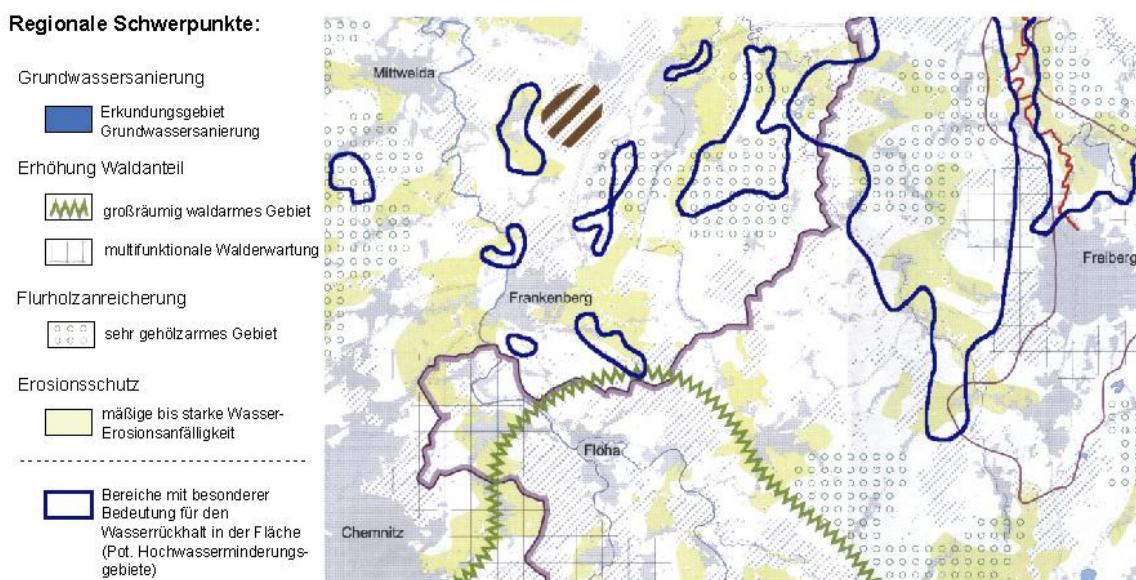 Regionale Schwerpunkte:
Grundwassersanierung
Erkundungsgebiet
Grundwassersanierung
Erhöhung Waldanteil
großräumig waldarmes Gebiet
multifunktionale Walderwartung
Flurholzanreicherung
sehr gehölzarmes Gebiet
Erosionsschutz
mäßige bis starke Wasser-
Erosionsanfälligkeit
Bereiche mit besonderer
Bedeutung für den
Wasserrückhalt in der Fläche
(Pot. Hochwasserminderungs-
gebiete)
Mittweida
Freiberg
Frankenberg
Flöha
Chemnitz